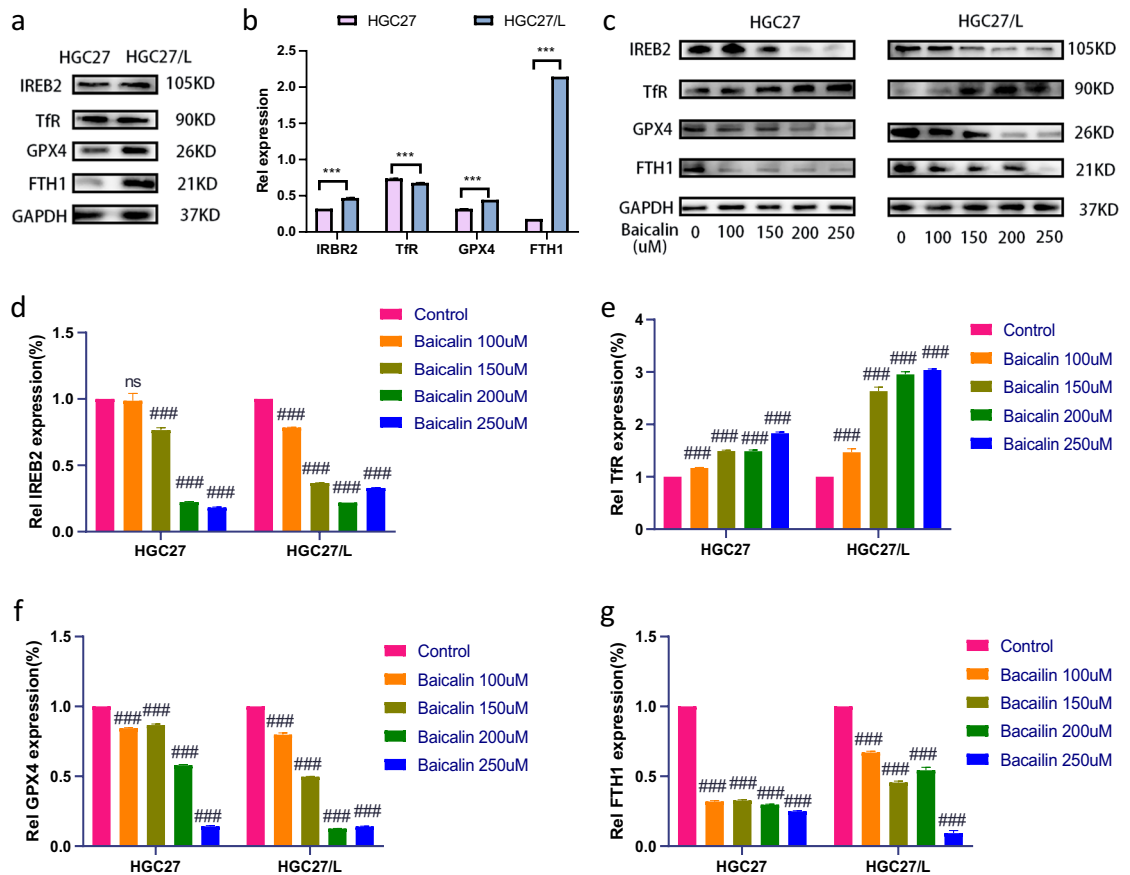 a
HGC27 HGC27/L
IREB2 105KD
TfR 90KD
GPX4 26KD
FTH1 21KD
GAPDH 37KD
b
HGC27 HGC27/L
Rel expression
2.5
2.0
1.5
1.0
0.5
0.0
*** *** *** ***
IRBR2 TfR GPX4 FTH1
c
HGC27 HGC27/L
IREB2 105KD
TfR 90KD
GPX4 26KD
FTH1 21KD
GAPDH 37KD
Baicalin 0 100 150 200 250 0 100 150 200 250
(uM)
d
Rel IREB2 expression(%)
1.5
1.0
0.5
0.0
ns ### ### ###
### ### ### ###
HGC27 HGC27/L
Control
Baicalin 100uM
Baicalin 150uM
Baicalin 200uM
Baicalin 250uM
e
Rel TfR expression(%)
4
3
2
1
0
### ### ### ###
### ### ### ###
HGC27 HGC27/L
Control
Baicalin 100uM
Baicalin 150uM
Baicalin 200uM
Baicalin 250uM
f
Rel GPX4 expression(%)
1.5
1.0
0.5
0.0
### ### ### ###
### ### ### ###
HGC27 HGC27/L
Control
Baicalin 100uM
Baicalin 150uM
Baicalin 200uM
Baicalin 250uM
g
Rel FTH1 expression(%)
1.5
1.0
0.5
0.0
### ### ### ###
### ### ### ###
HGC27 HGC27/L
Control
Bacailin 100uM
Bacailin 150uM
Bacailin 200uM
Bacailin 250uM